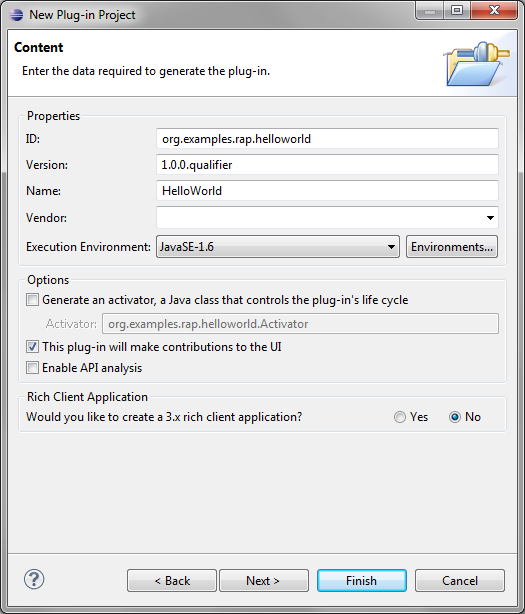 New Plug-in Project
Content
Enter the data required to generate the plug-in.
Properties
ID: org.examples.rap.helloworld
Version: 1.0.0.qualifier
Name: HelloWorld
Vendor:
Execution Environment: JavaSE-1.6 Environments...
Options
Generate an activator, a Java class that controls the plug-in's life cycle
Activator: org.examples.rap.helloworld.Activator
This plug-in will make contributions to the UI
Enable API analysis
Rich Client Application
Would you like to create a 3.x rich client application? Yes No
? < Back Next > Finish Cancel